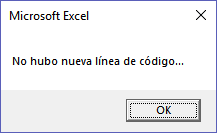 Microsoft Excel
No hubo nueva línea de código...
OK